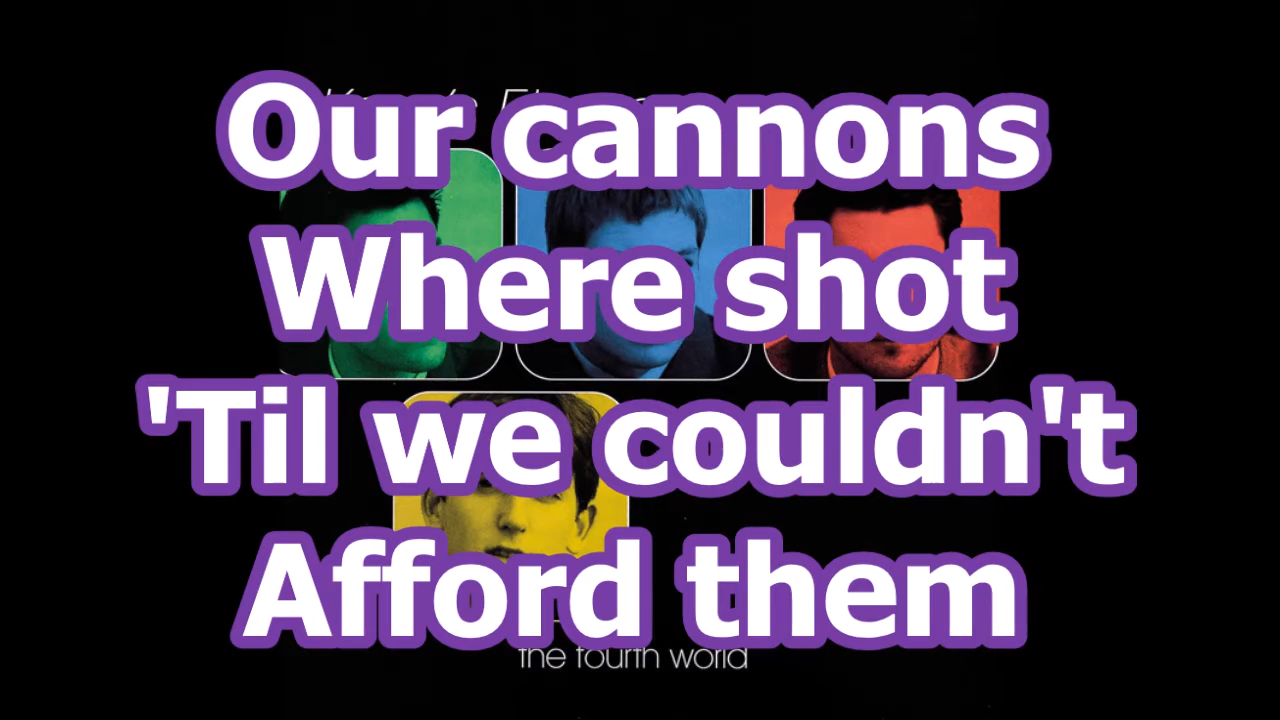 Our cannons
Where shot
'Til we couldn't
Afford them
the fourth world